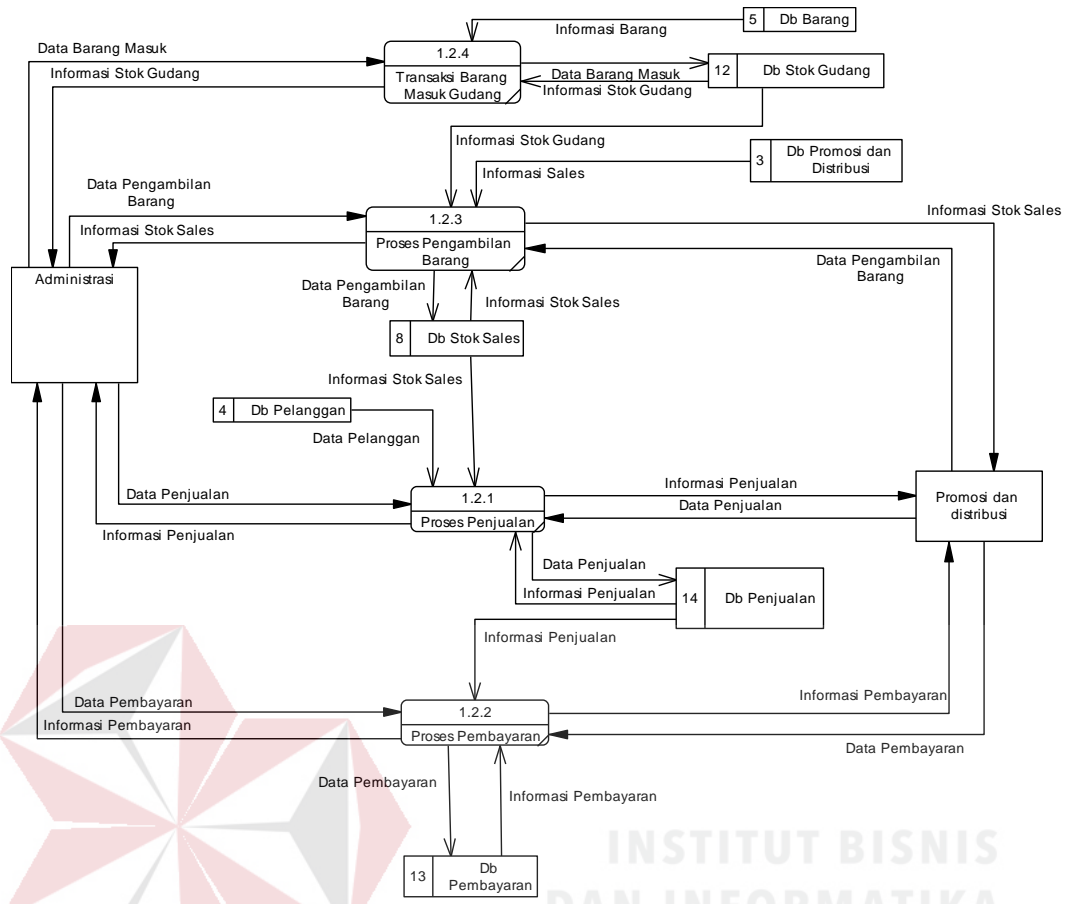 5 Db Barang
Informasi Barang
Data Barang Masuk
1.2.4
Informasi Stok Gudang
Transaksi Barang
Masuk Gudang
Data Barang Masuk
Informasi Stok Gudang
12 Db Stok Gudang
Informasi Stok Gudang
3 Db Promosi dan
Distribusi
Informasi Sales
Data Pengambilan
Barang
Informasi Stok Sales
1.2.3
Informasi Stok Sales
Proses Pengambilan
Barang
Data Pengambilan
Barang
Administrasi
Data Pengambilan
Barang
Informasi Stok Sales
8 Db Stok Sales
Informasi Stok Sales
4 Db Pelanggan
Data Pelanggan
Data Penjualan
1.2.1
Informasi Penjualan
Promosi dan
distribusi
Data Penjualan
Proses Penjualan
Informasi Penjualan
Data Penjualan
Informasi Penjualan
14 Db Penjualan
Informasi Penjualan
Data Pembayaran
1.2.2
Informasi Pembayaran
Informasi Pembayaran
Proses Pembayaran
Data Pembayaran
Data Pembayaran
Informasi Pembayaran
13 Db
Pembayaran
INSTITUT BISNIS
DAN INFORMATIKA